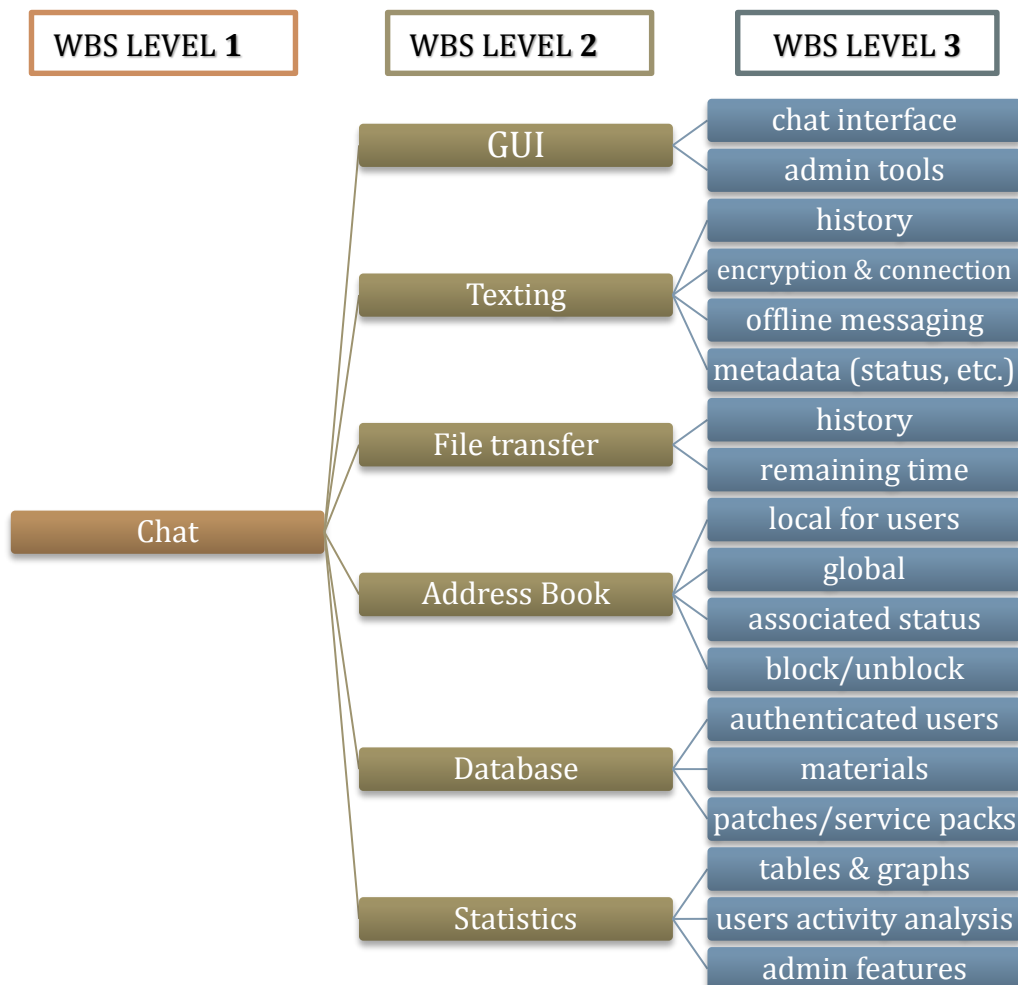 WBS LEVEL 1
WBS LEVEL 2
WBS LEVEL 3
Chat
GUI
chat interface
admin tools
Texting
history
encryption & connection
offline messaging
metadata (status, etc.)
File transfer
history
remaining time
Address Book
local for users
global
associated status
block/unblock
Database
authenticated users
materials
patches/service packs
Statistics
tables & graphs
users activity analysis
admin features